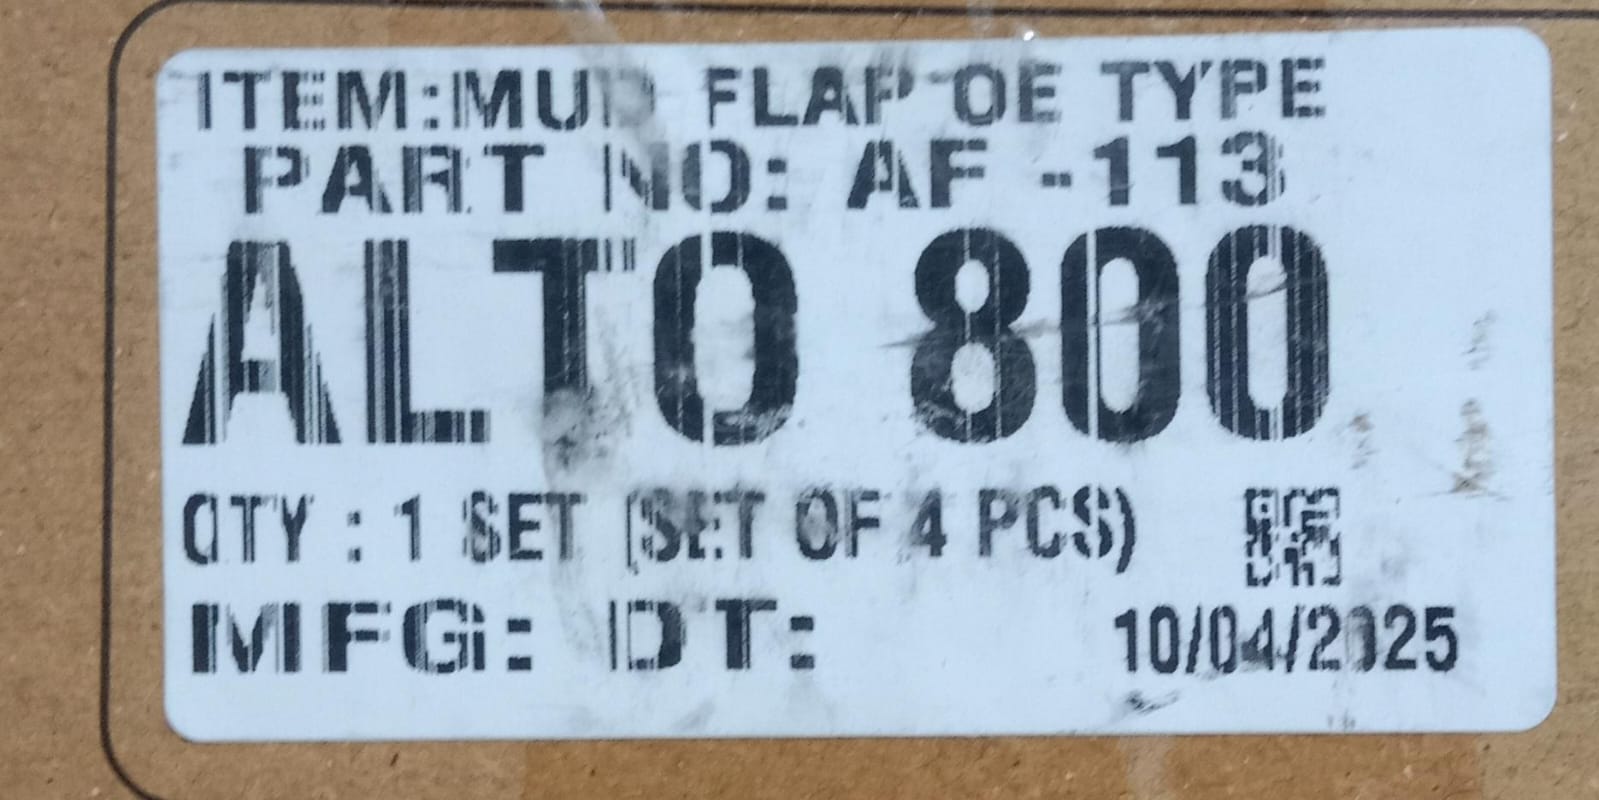 ITEM:MUD FLAP OE TYPE
PART NO: AF -113
ALTO 800
QTY : 1 SET (SET OF 4 PCS)
MFG: DT: 10/04/2025